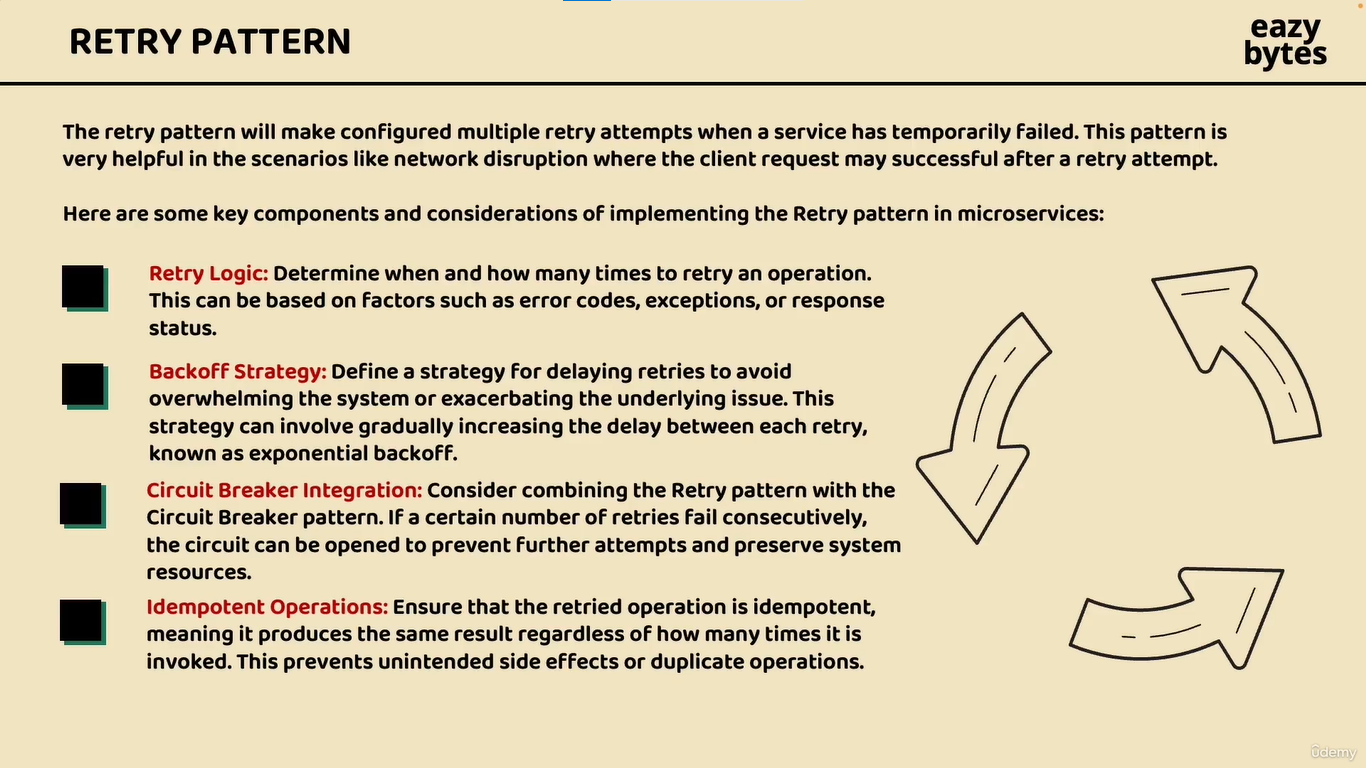 RETRY PATTERN
eazy
bytes
The retry pattern will make configured multiple retry attempts when a service has temporarily failed. This pattern is
very helpful in the scenarios like network disruption where the client request may successful after a retry attempt.
Here are some key components and considerations of implementing the Retry pattern in microservices:
Retry Logic: Determine when and how many times to retry an operation.
This can be based on factors such as error codes, exceptions, or response
status.
Backoff Strategy: Define a strategy for delaying retries to avoid
overwhelming the system or exacerbating the underlying issue. This
strategy can involve gradually increasing the delay between each retry,
known as exponential backoff.
Circuit Breaker Integration: Consider combining the Retry pattern with the
Circuit Breaker pattern. If a certain number of retries fail consecutively,
the circuit can be opened to prevent further attempts and preserve system
resources.
Idempotent Operations: Ensure that the retried operation is idempotent,
meaning it produces the same result regardless of how many times it is
invoked. This prevents unintended side effects or duplicate operations.
ûdemy